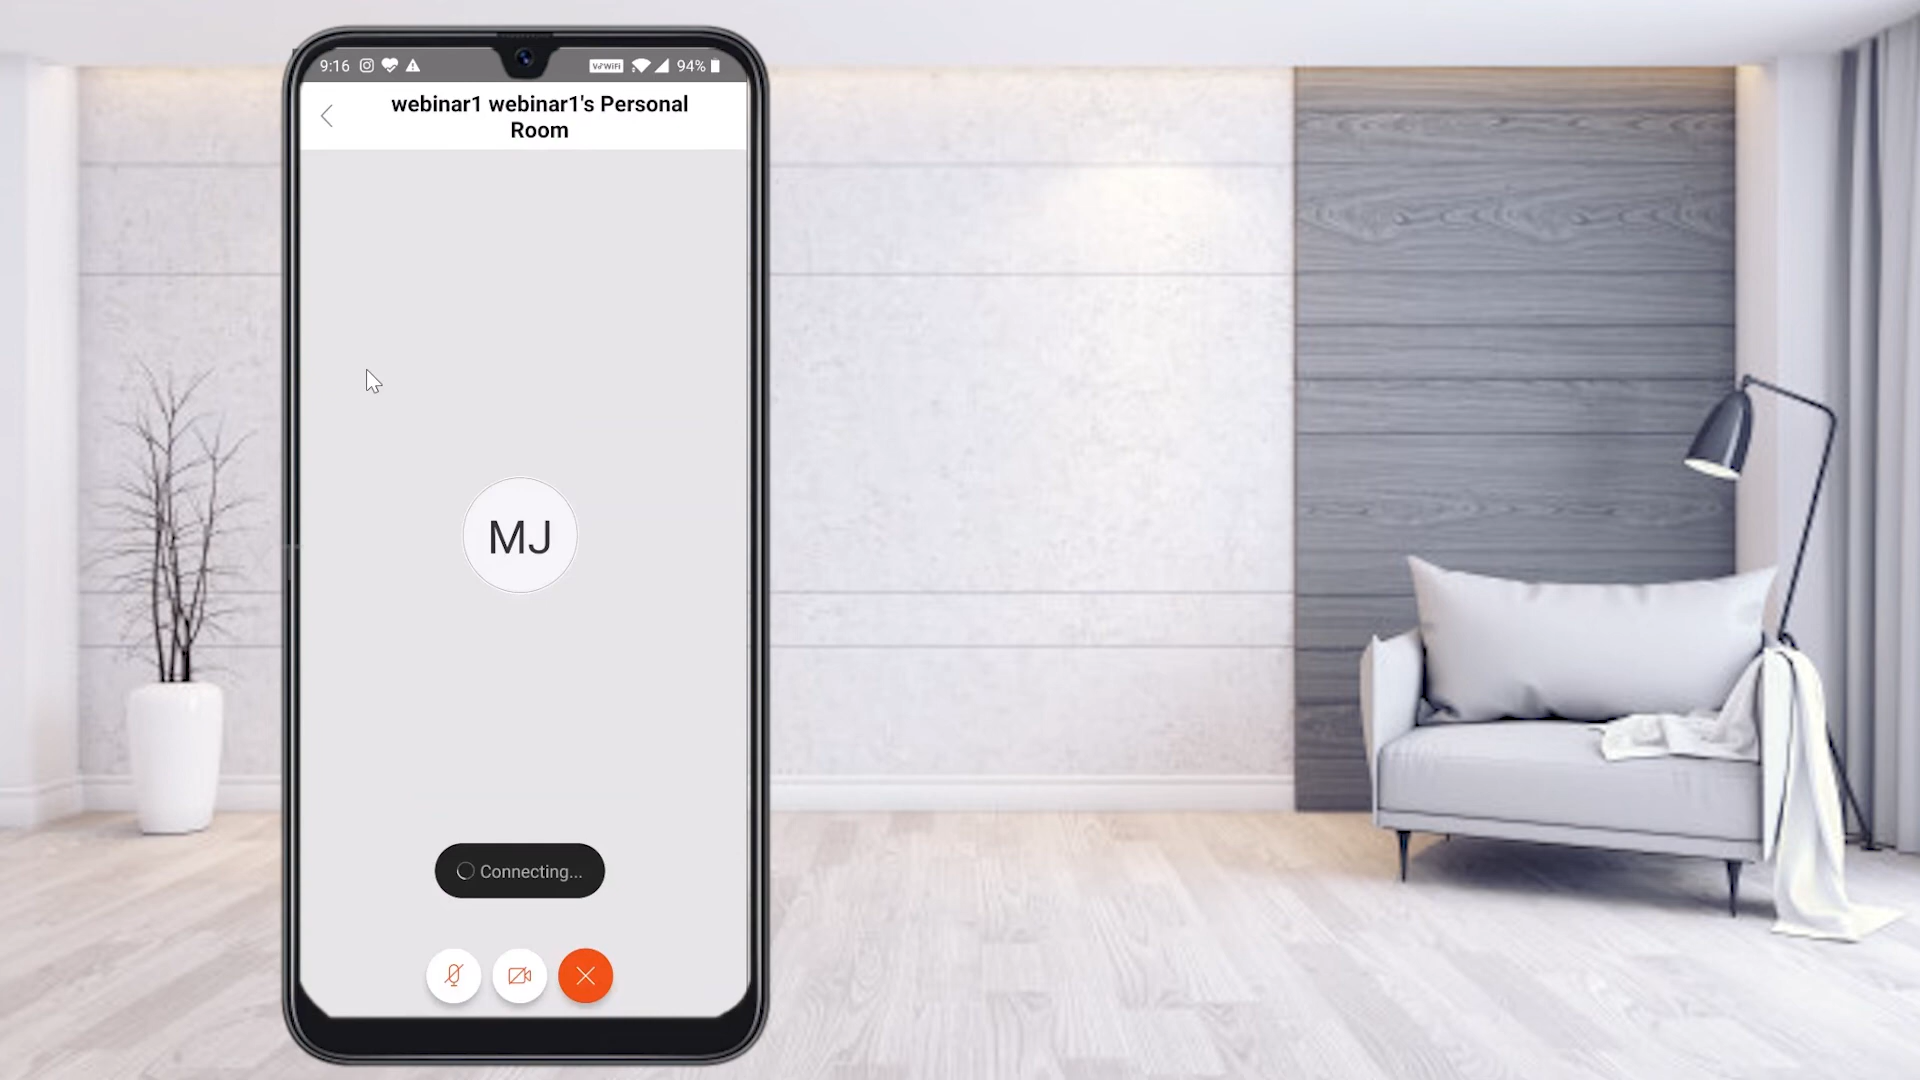 9:16
VoWiFi
94%
webinar1 webinar1's Personal
Room
MJ
Connecting...